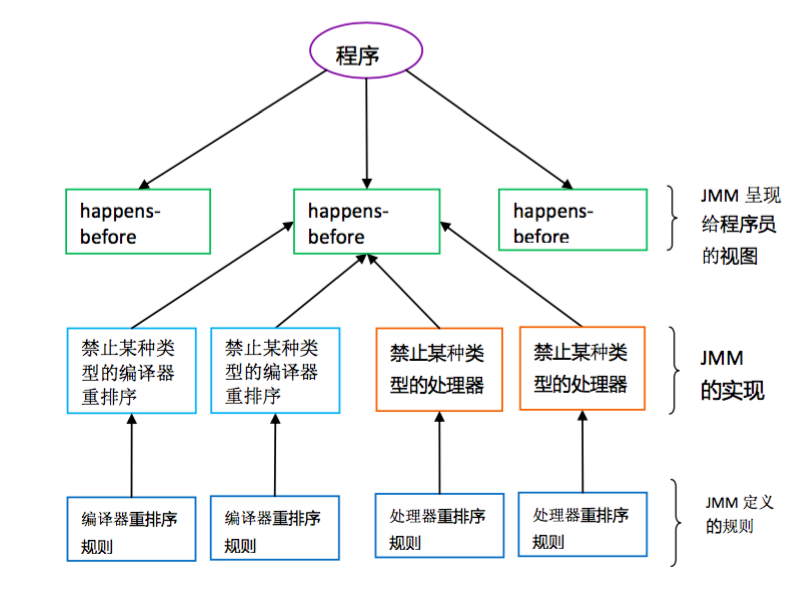 程序
happens-
before
happens-
before
happens-
before
JMM 呈现
给程序员
的视图
禁止某种类
型的编译器
重排序
禁止某种类
型的编译器
重排序
禁止某种类
型的处理器
禁止某种类
型的处理器
JMM
的实现
编译器重排序
规则
编译器重排序
规则
处理器重排序
规则
处理器重排序
规则
JMM 定义
的规则